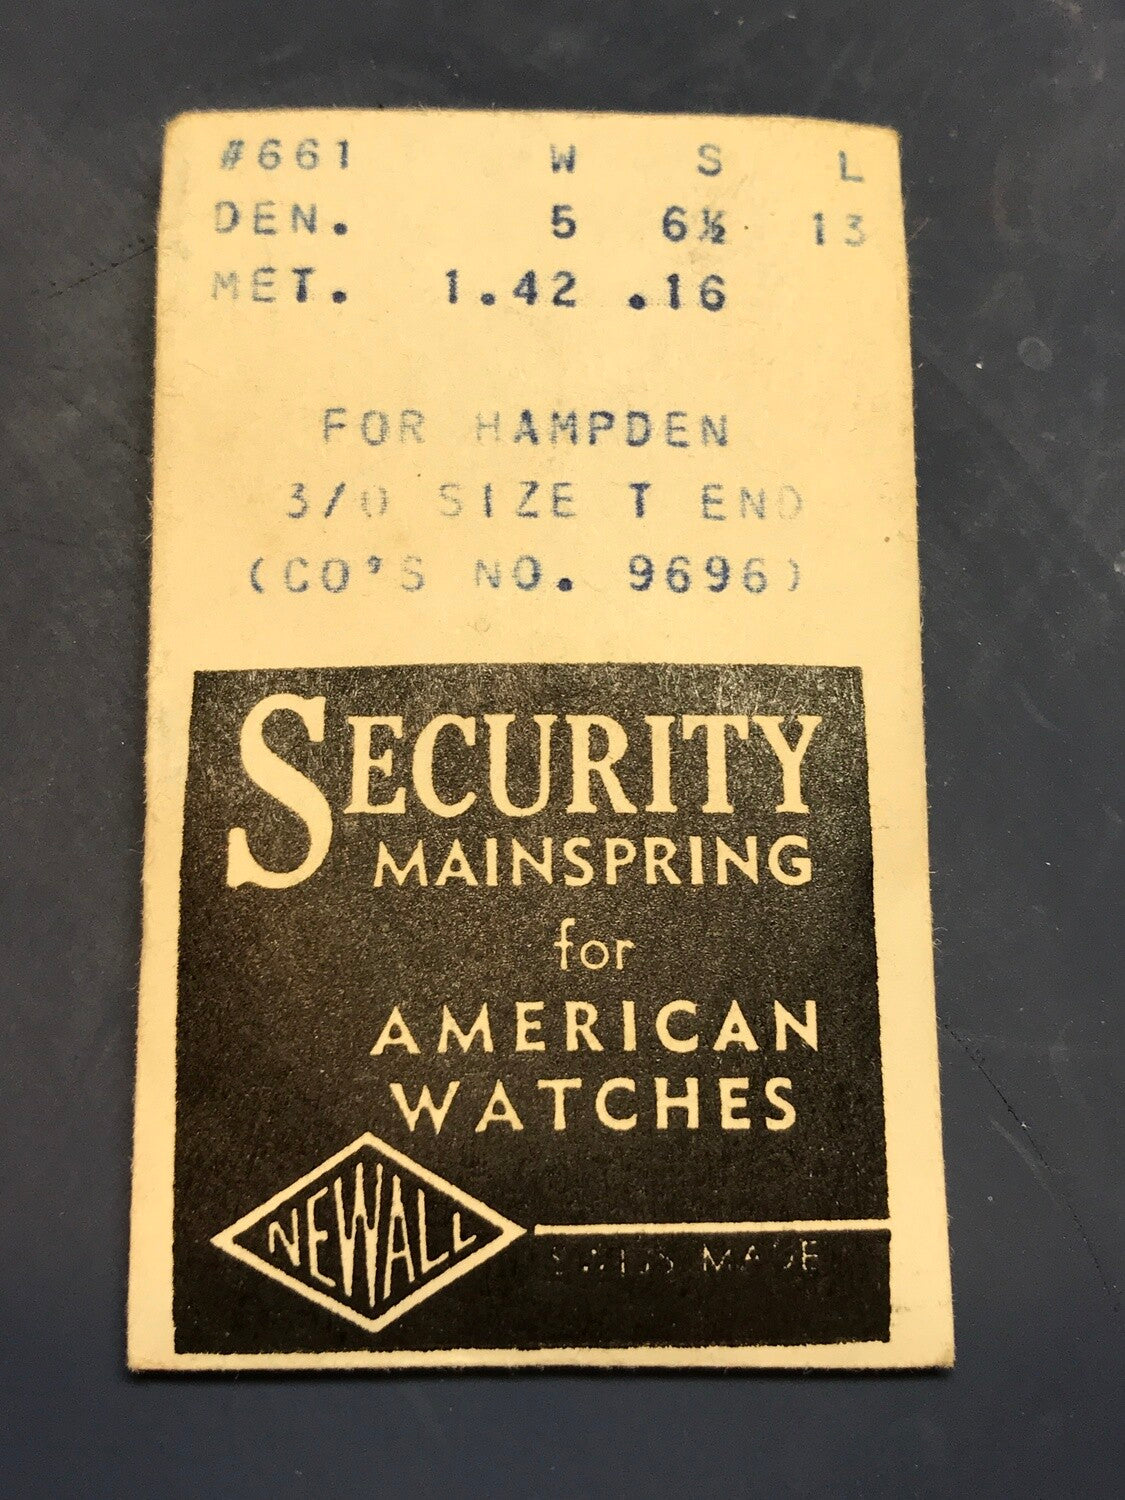 #661 W S L
DEN. 5 6½ 13
MET. 1.42 .16
FOR HAMPDEN
3/0 SIZE T END
(CO'S NO. 9696)
SECURITY
MAINSPRING
for
AMERICAN
WATCHES
NEWALL
SWISS MADE